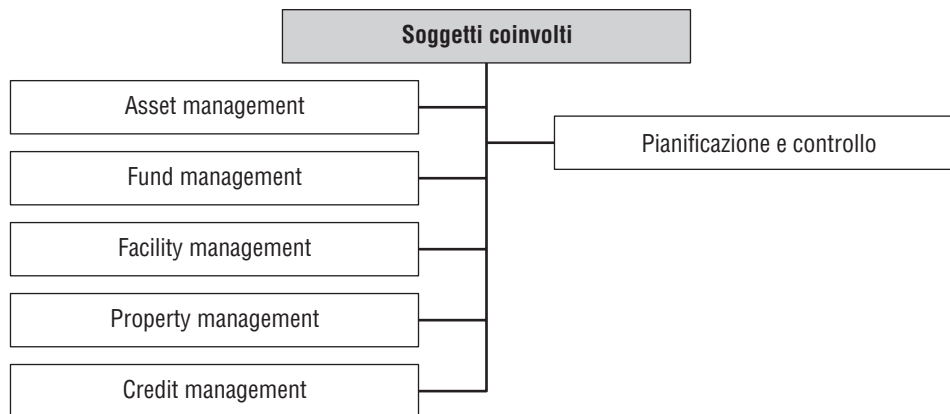 Soggetti coinvolti
Asset management
Pianificazione e controllo
Fund management
Facility management
Property management
Credit management